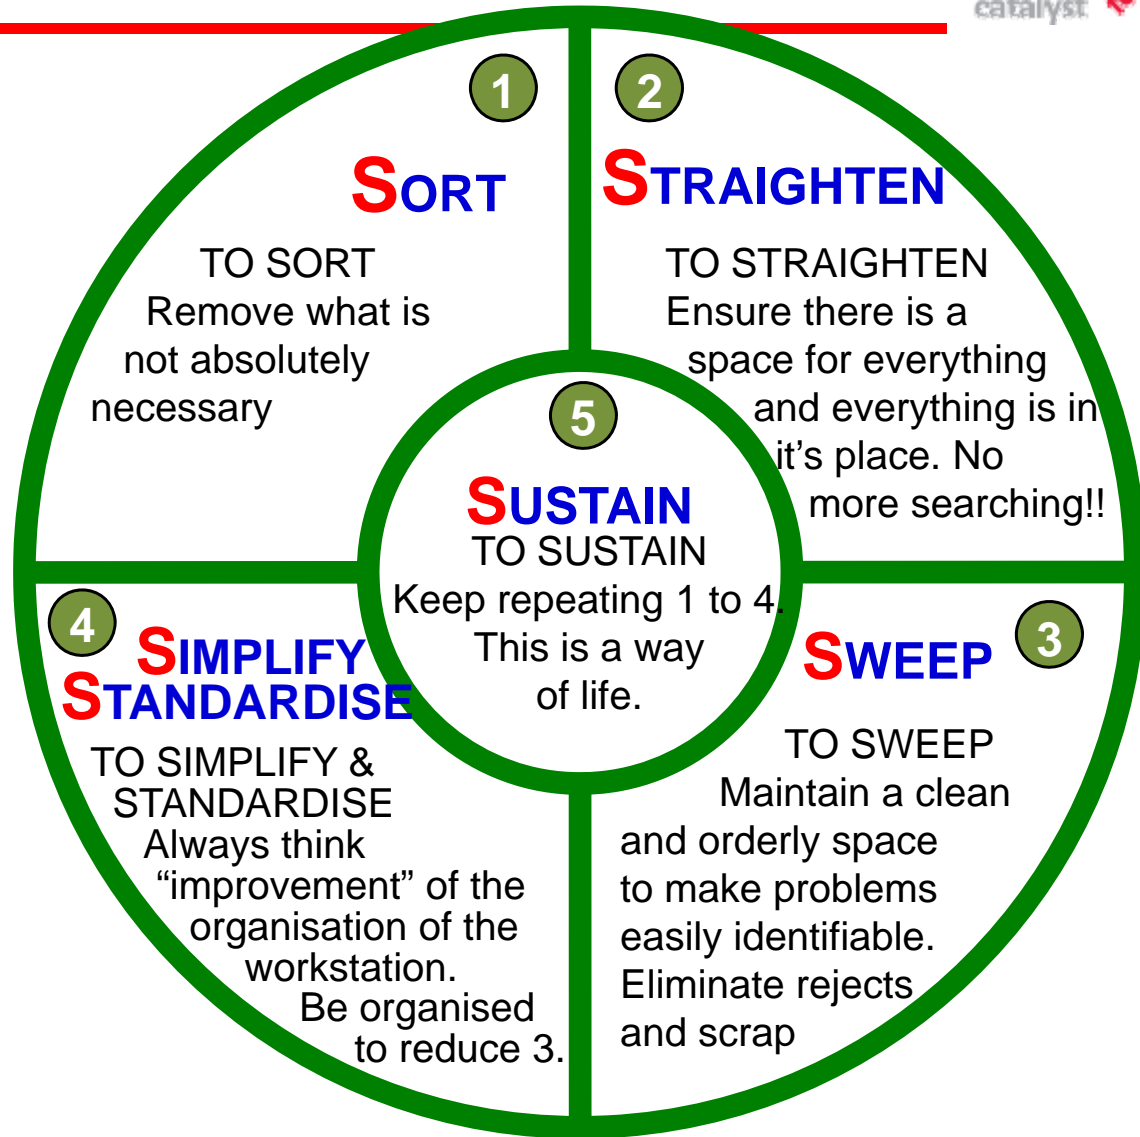 catalyst
1
SORT
TO SORT
Remove what is
not absolutely
necessary
2
STRAIGHTEN
TO STRAIGHTEN
Ensure there is a
space for everything
and everything is in
it’s place. No
more searching!!
3
SWEEP
TO SWEEP
Maintain a clean
and orderly space
to make problems
easily identifiable.
Eliminate rejects
and scrap
4
SIMPLIFY
STANDARDISE
TO SIMPLIFY &
STANDARDISE
Always think
“improvement” of the
organisation of the
workstation.
Be organised
to reduce 3.
5
SUSTAIN
TO SUSTAIN
Keep repeating 1 to 4.
This is a way
of life.